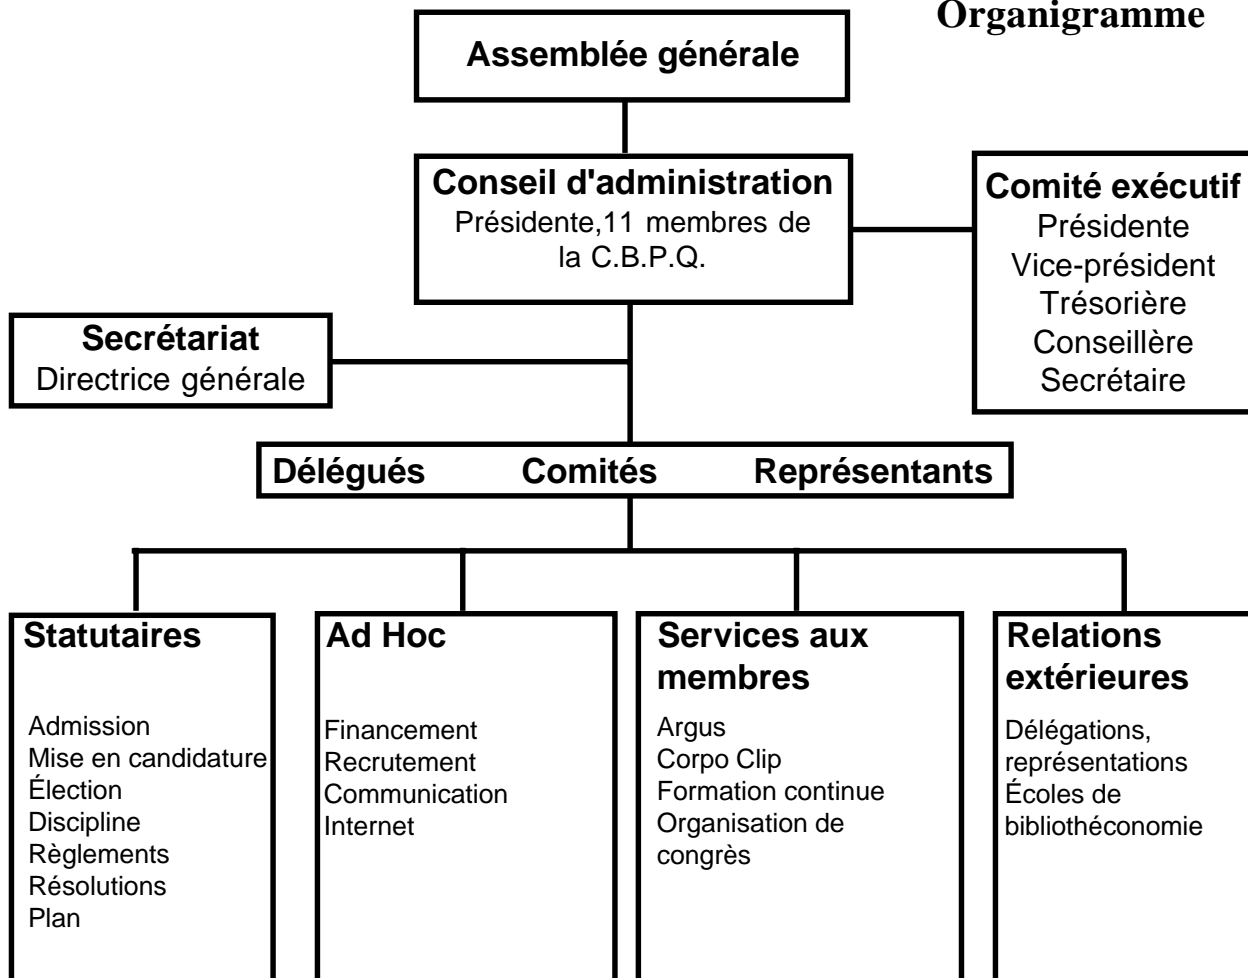 Organigramme
Assemblée générale
Conseil d'administration
Présidente,11 membres de
la C.B.P.Q.
Comité exécutif
Présidente
Vice-président
Trésorière
Conseillère
Secrétaire
Secrétariat
Directrice générale
Délégués Comités Représentants
Statutaires
Admission
Mise en candidature
Élection
Discipline
Règlements
Résolutions
Plan
Ad Hoc
Financement
Recrutement
Communication
Internet
Services aux
membres
Argus
Corpo Clip
Formation continue
Organisation de
congrès
Relations
extérieures
Délégations,
représentations
Écoles de
bibliothéconomie